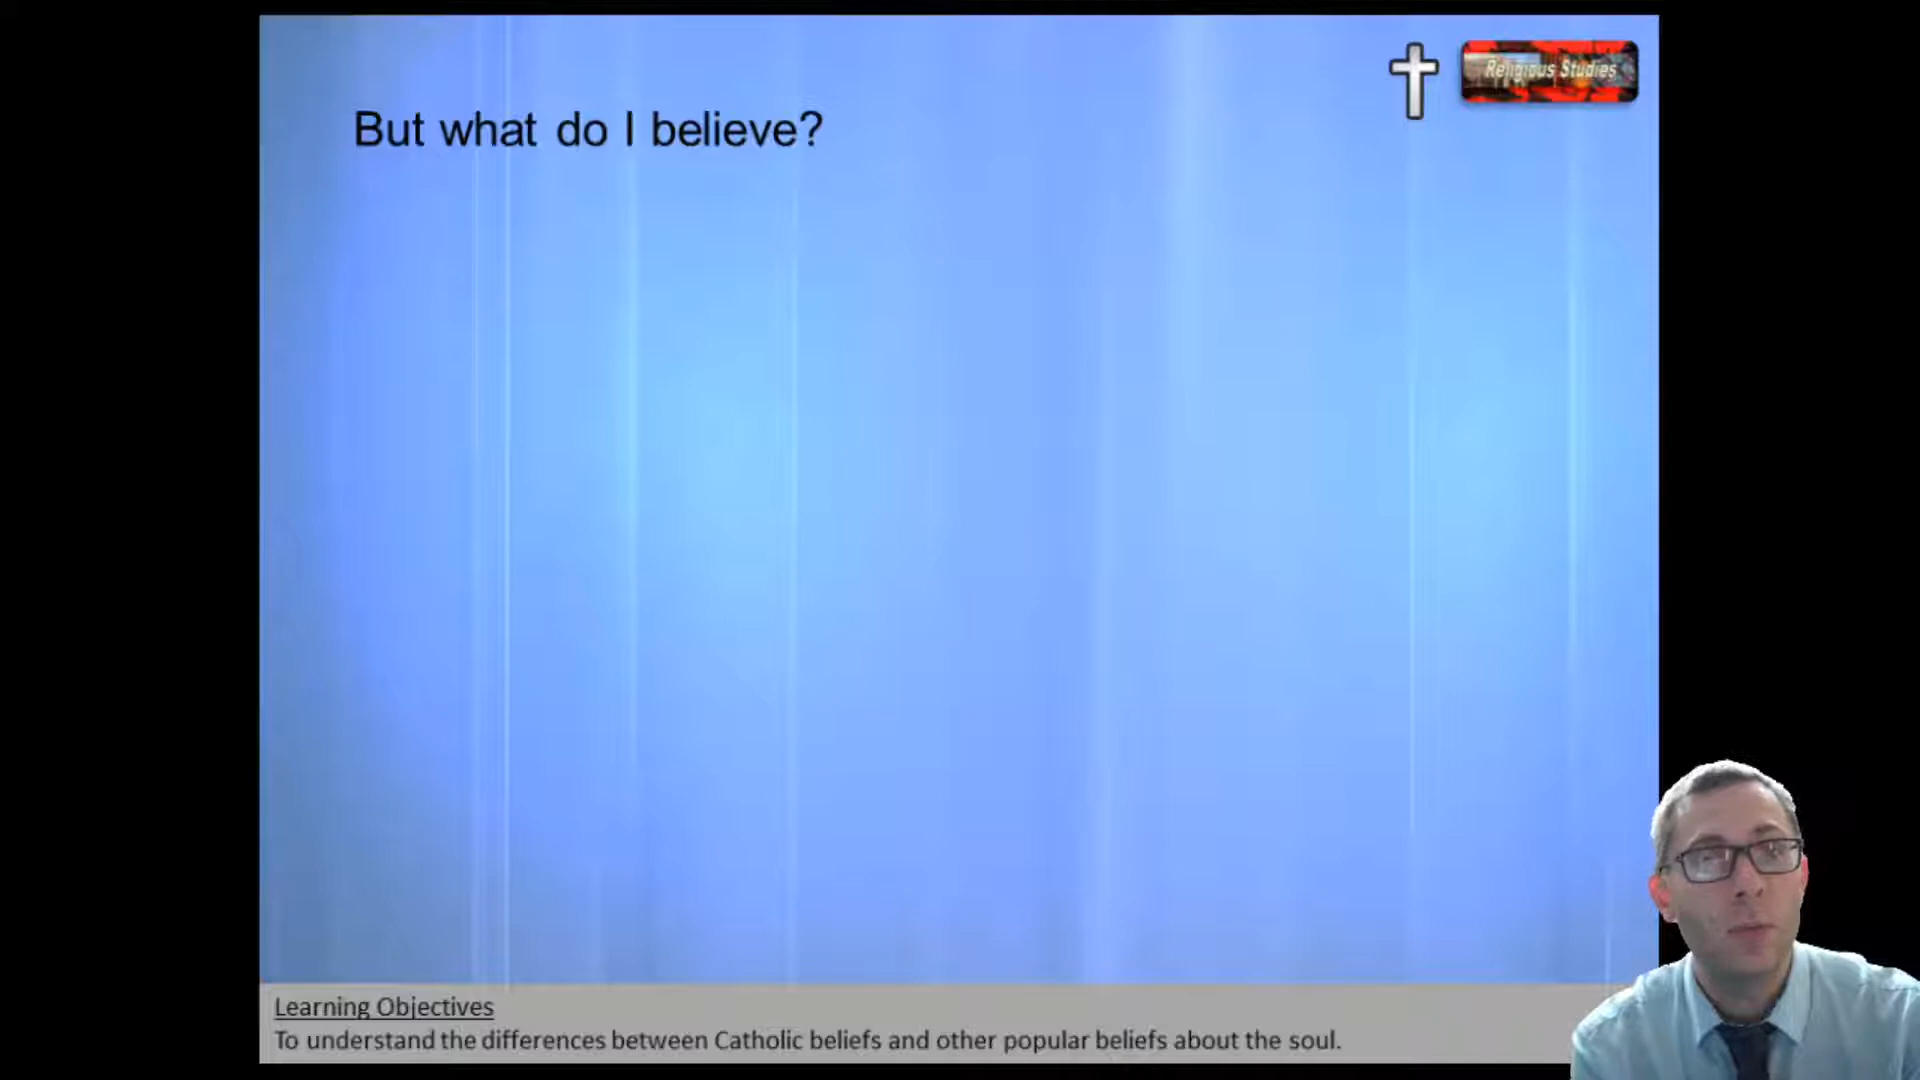 Religious Studies
But what do I believe?
Learning Objectives
To understand the differences between Catholic beliefs and other popular beliefs about the soul.